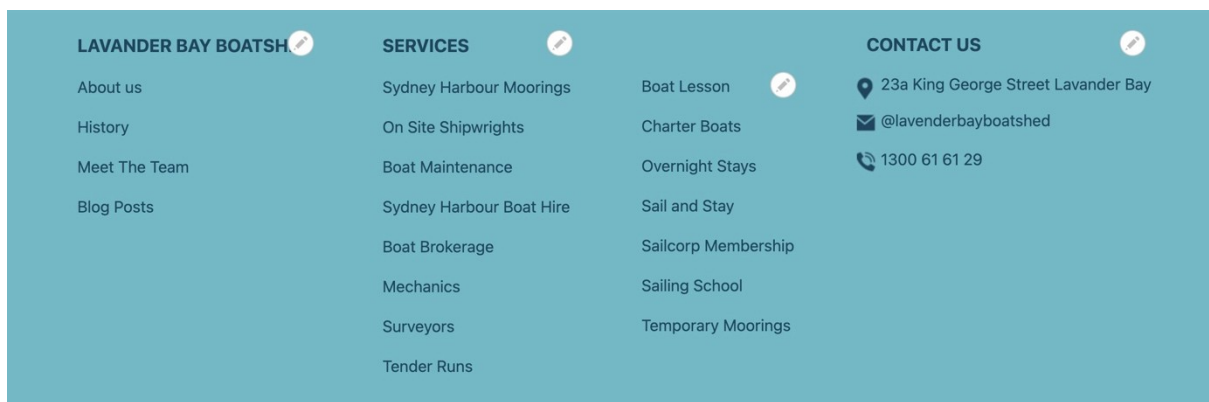 LAVANDER BAY BOATSH
About us
History
Meet The Team
Blog Posts
SERVICES
Sydney Harbour Moorings
On Site Shipwrights
Boat Maintenance
Sydney Harbour Boat Hire
Boat Brokerage
Mechanics
Surveyors
Tender Runs
Boat Lesson
Charter Boats
Overnight Stays
Sail and Stay
Sailcorp Membership
Sailing School
Temporary Moorings
CONTACT US
23a King George Street Lavander Bay
@lavenderbayboatshed
1300 61 61 29